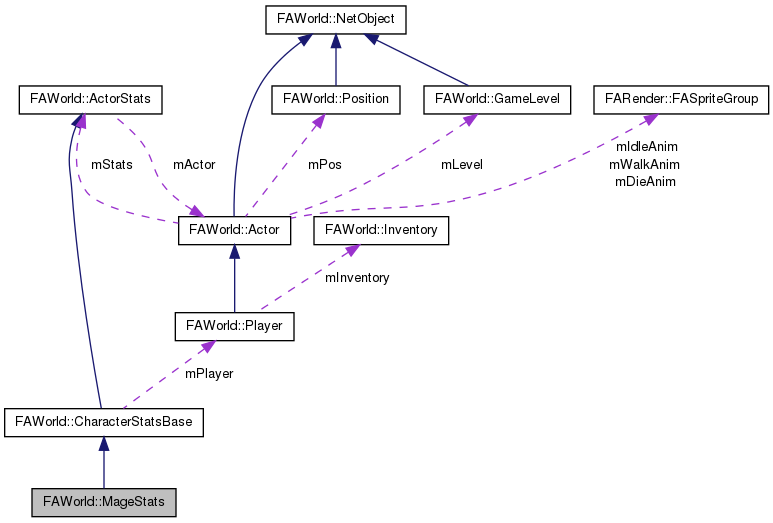 FAWorld::NetObject
FAWorld::ActorStats
FAWorld::Position
FAWorld::GameLevel
FARender::FASpriteGroup
mStats
mActor
mPos
mLevel
mIdleAnim
mWalkAnim
mDieAnim
FAWorld::Actor
FAWorld::Inventory
mInventory
FAWorld::Player
mPlayer
FAWorld::CharacterStatsBase
FAWorld::MageStats